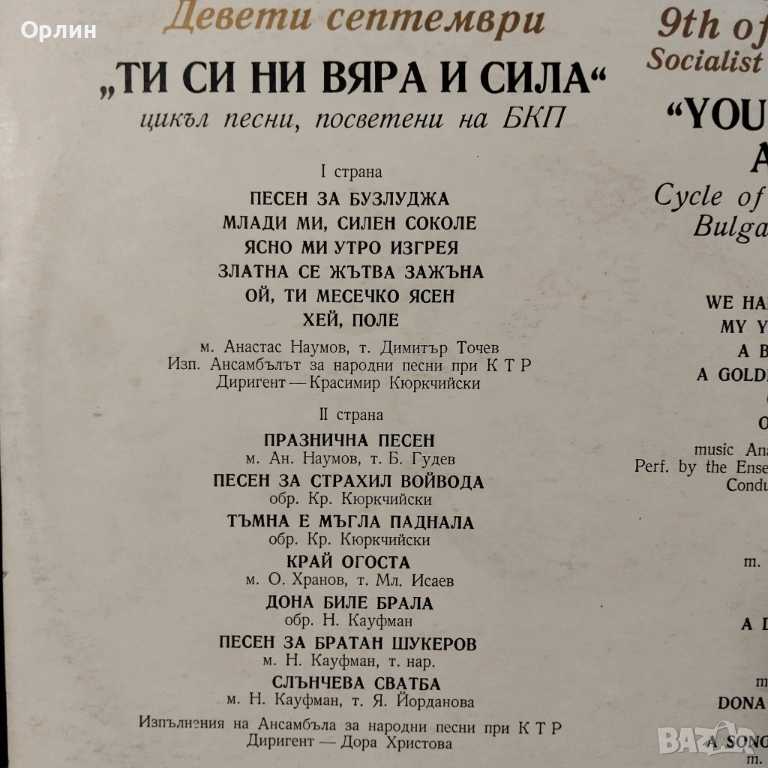 Орлин
Девети септември
„ТИ СИ НИ ВЯРА И СИЛА“
цикъл песни, посветени на БКП
I страна
ПЕСЕН ЗА БУЗЛУДЖА
МЛАДИ МИ, СИЛЕН СОКОЛЕ
ЯСНО МИ УТРО ИЗГРЕЯ
ЗЛАТНА СЕ ЖЪТВА ЗАЖЪНА
ОЙ, ТИ МЕСЕЧКО ЯСЕН
ХЕЙ, ПОЛЕ
м. Анастас Наумов, т. Димитър Точев
Изп. Ансамбълът за народни песни при К Т Р
Диригент — Красимир Кюркчийски
II страна
ПРАЗНИЧНА ПЕСЕН
м. Ан. Наумов, т. Б. Гудев
ПЕСЕН ЗА СТРАХИЛ ВОЙВОДА
обр. Кр. Кюркчийски
ТЪМНА Е МЪГЛА ПАДНАЛА
обр. Кр. Кюркчийски
КРАЙ ОГОСТА
м. О. Хранов, т. Мл. Исаев
ДОНА БИЛЕ БРАЛА
обр. Н. Кауфман
ПЕСЕН ЗА БРАТАН ШУКЕРОВ
м. Н. Кауфман, т. нар.
СЛЪНЧЕВА СВАТБА
м. Н. Кауфман, т. Я. Йорданова
Изпълнения на Ансамбъла за народни песни при К Т Р
Диригент — Дора Христова
9th of
Socialist
“YOU
A
Cycle of
Bulga
WE HA
MY Y
A B
A GOLD
O
music Ana
Perf. by the Ense
Condu
m.
A D
m
DONA
A SONG
m.
BAZAR